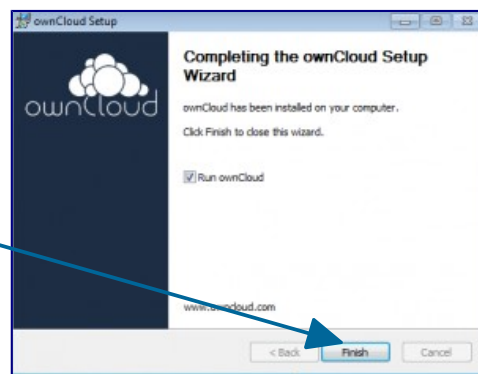 ownCloud Setup
Completing the ownCloud Setup
Wizard
ownCloud has been installed on your computer.
Click Finish to close this wizard.
Run ownCloud
ownCloud
www.owncloud.com
< Back
Finish
Cancel